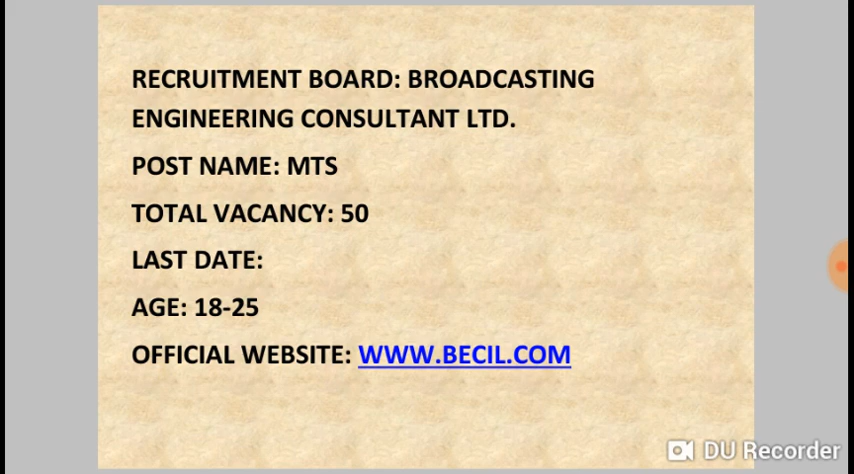 RECRUITMENT BOARD: BROADCASTING
ENGINEERING CONSULTANT LTD.
POST NAME: MTS
TOTAL VACANCY: 50
LAST DATE:
AGE: 18-25
OFFICIAL WEBSITE: WWW.BECIL.COM
DU Recorder